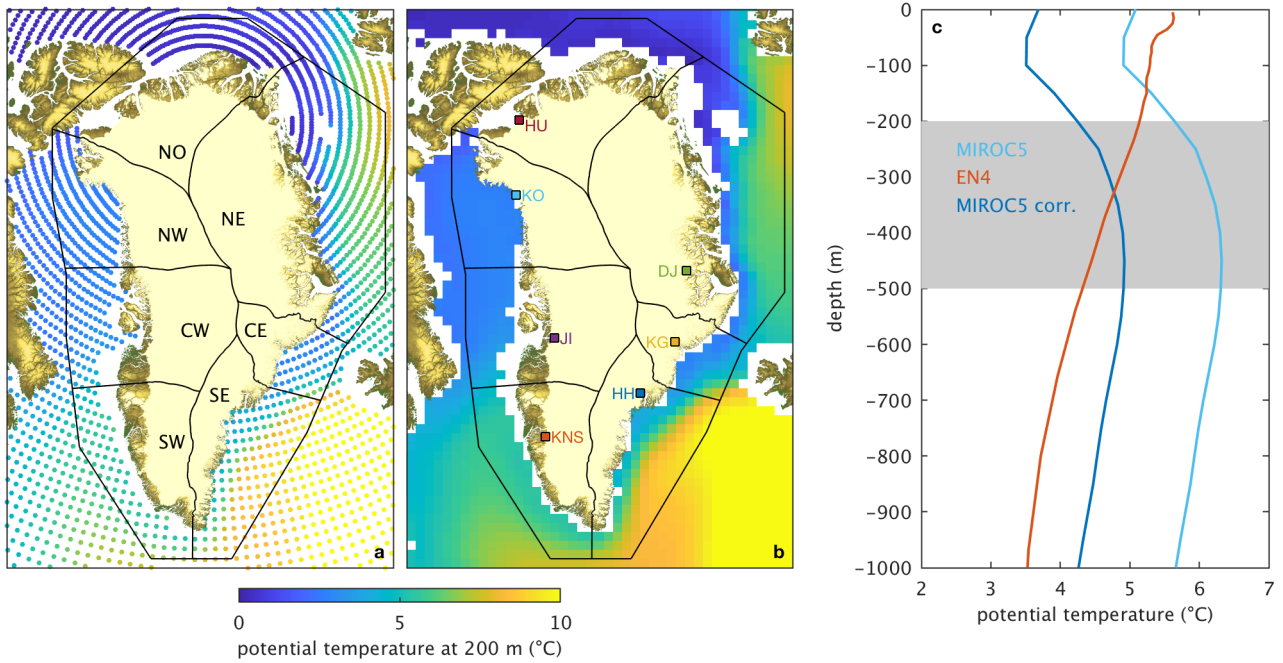 NO
NE
NW
CW
CE
SE
SW
a
HU
KO
DJ
JI
KG
HH
KNS
b
0
5
10
potential temperature at 200 m (°C)
c
0
-100
-200
-300
-400
-500
-600
-700
-800
-900
-1000
depth (m)
MIROC5
EN4
MIROC5 corr.
2
3
4
5
6
7
potential temperature (°C)